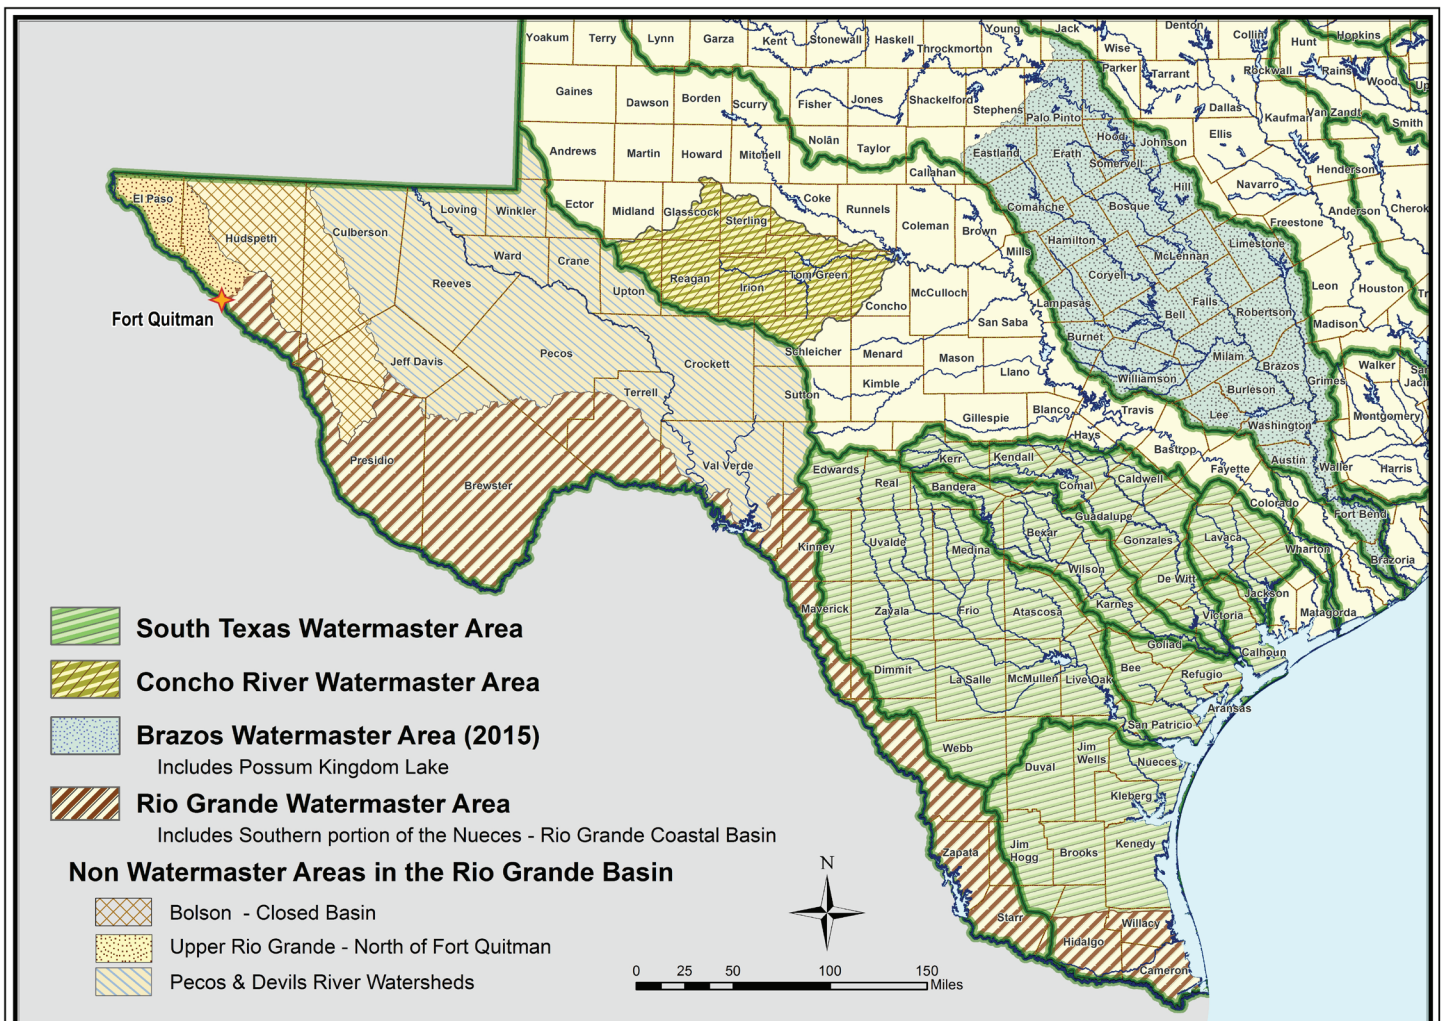 Yoakum Terry Lynn Garza Kent Stonewall Haskell Throckmorton Young Jack Wise Denton Collin Hunt Hopkins
Parker Tarrant Rockwall Rains Wood
Gaines Dawson Borden Scurry Fisher Jones Shackelford Stephens Palo Pinto Dallas Kaufman Van Zandt Smith
Hood Johnson Ellis
Andrews Martin Howard Mitchell Nolan Taylor Callahan Eastland Erath Somervell Hill Navarro Henderson
El Paso Loving Winkler Ector Midland Glasscock Sterling Coke Runnels Coleman Brown Comanche Bosque Freestone Anderson Cherok
Hudspeth Culberson Ward Crane Mills Hamilton McLennan Limestone
Reeves Upton Reagan Irion Tom Green Concho McCulloch Coryell Falls Leon Houston Tr
Fort Quitman
San Saba Lampasas Bell Robertson Madison
Jeff Davis Pecos Crockett Schleicher Menard Mason Burnet Milam Brazos Walker San
Jaci
Terrell Sutton Kimble Llano Williamson Burleson Grimes Montgomery
Gillespie Blanco Travis Lee Washington
Presidio Brewster Val Verde Edwards Kerr Kendall Hays Bastrop Austin Waller Harris
Real Bandera Comal Caldwell Fayette Colorado Fort Bend
Kinney Uvalde Medina Bexar Guadalupe Gonzales Lavaca Wharton Brazoria
Wilson De Witt Jackson
Maverick Zavala Frio Atascosa Karnes Victoria Matagorda
Goliad Calhoun
Dimmit La Salle McMullen Live Oak Bee Refugio
Aransas
San Patricio
Webb Duval Jim
Wells Nueces
Kleberg
Zapata Jim
Hogg Brooks Kenedy
Starr Hidalgo Willacy
Cameron
South Texas Watermaster Area
Concho River Watermaster Area
Brazos Watermaster Area (2015)
Includes Possum Kingdom Lake
Rio Grande Watermaster Area
Includes Southern portion of the Nueces - Rio Grande Coastal Basin
Non Watermaster Areas in the Rio Grande Basin
Bolson - Closed Basin
Upper Rio Grande - North of Fort Quitman
Pecos & Devils River Watersheds
N
0 25 50 100 150
Miles